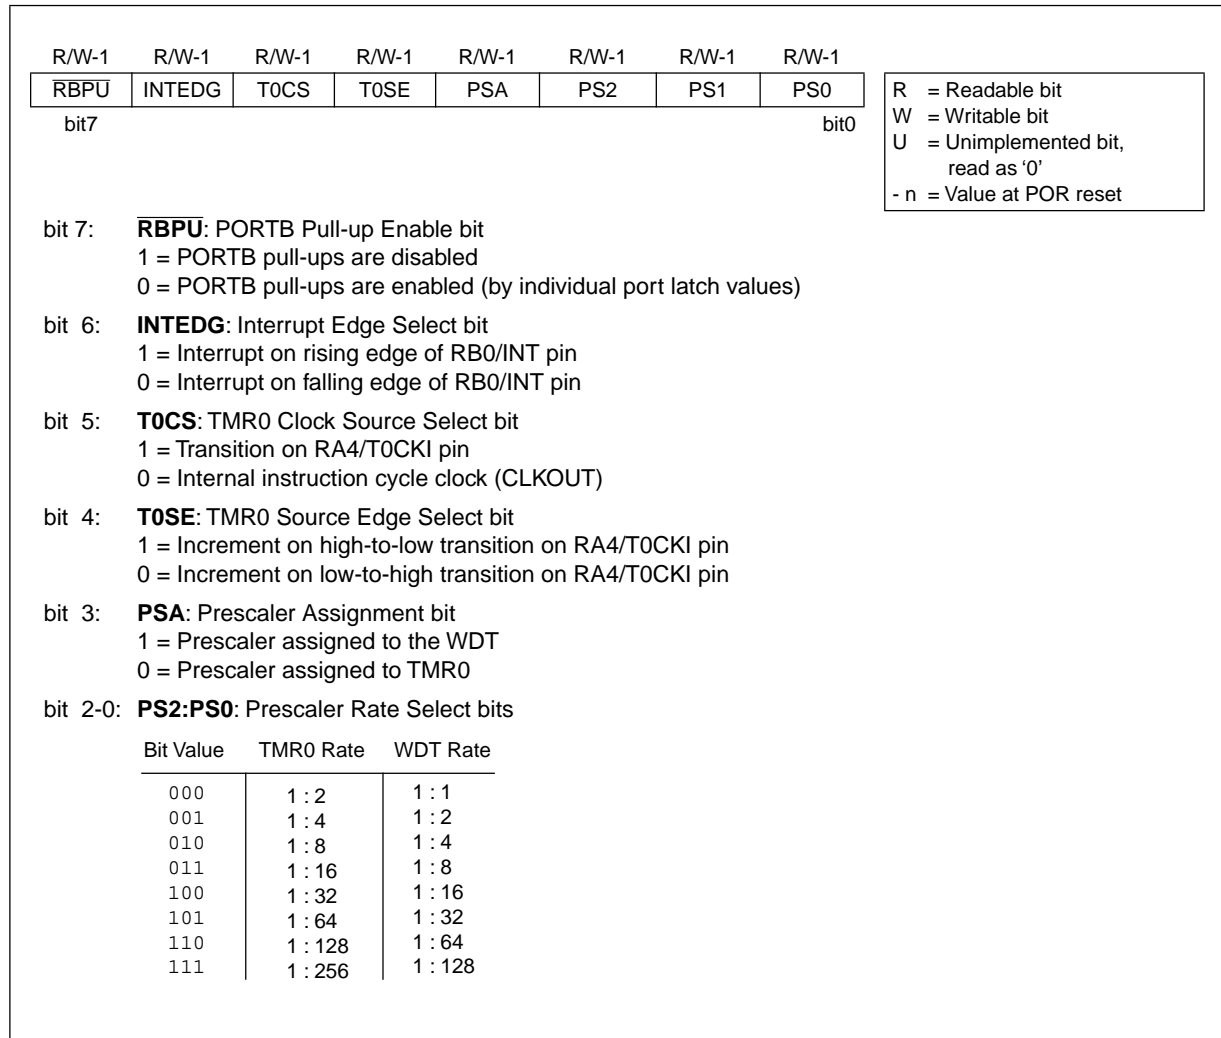 R/W-1 R/W-1 R/W-1 R/W-1 R/W-1 R/W-1 R/W-1 R/W-1
RBPU INTEDG T0CS T0SE PSA PS2 PS1 PS0
bit7 bit0
R = Readable bit
W = Writable bit
U = Unimplemented bit,
read as ‘0’
- n = Value at POR reset
bit 7: RBPU: PORTB Pull-up Enable bit
1 = PORTB pull-ups are disabled
0 = PORTB pull-ups are enabled (by individual port latch values)
bit 6: INTEDG: Interrupt Edge Select bit
1 = Interrupt on rising edge of RB0/INT pin
0 = Interrupt on falling edge of RB0/INT pin
bit 5: T0CS: TMR0 Clock Source Select bit
1 = Transition on RA4/T0CKI pin
0 = Internal instruction cycle clock (CLKOUT)
bit 4: T0SE: TMR0 Source Edge Select bit
1 = Increment on high-to-low transition on RA4/T0CKI pin
0 = Increment on low-to-high transition on RA4/T0CKI pin
bit 3: PSA: Prescaler Assignment bit
1 = Prescaler assigned to the WDT
0 = Prescaler assigned to TMR0
bit 2-0: PS2:PS0: Prescaler Rate Select bits
Bit Value TMR0 Rate WDT Rate
000 1 : 2 1 : 1
001 1 : 4 1 : 2
010 1 : 8 1 : 4
011 1 : 16 1 : 8
100 1 : 32 1 : 16
101 1 : 64 1 : 32
110 1 : 128 1 : 64
111 1 : 256 1 : 128